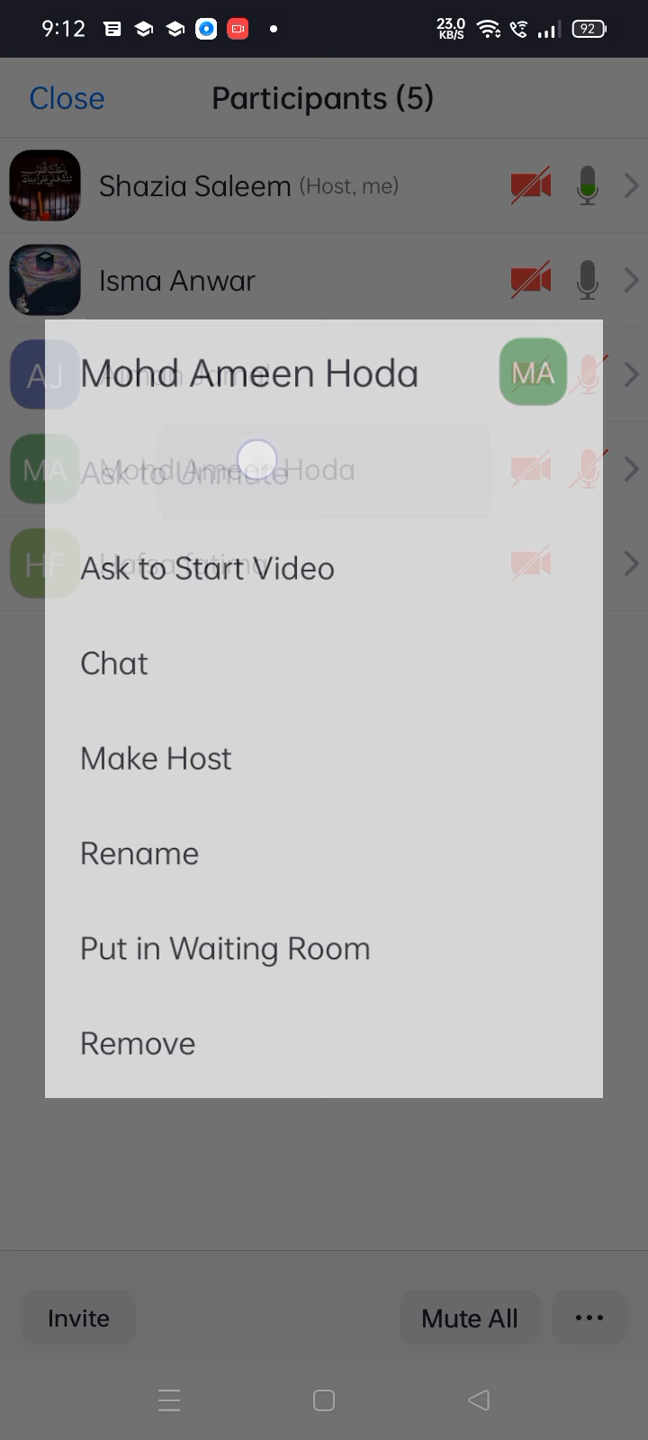 9:12
23.0
KB/S
92
Close
Participants (5)
Shazia Saleem (Host, me)
Isma Anwar
AJ
Mohd Ameen Hoda
MA
MA
Mohd Ameen Hoda
Ask to Unmute
HF
Hafsa fatima
Ask to Start Video
Chat
Make Host
Rename
Put in Waiting Room
Remove
Invite
Mute All